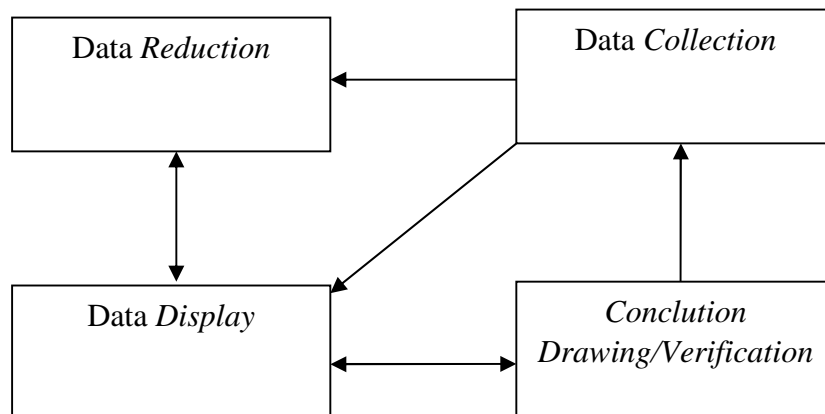 Data Reduction
Data Collection
Data Display
Conclution
Drawing/Verification